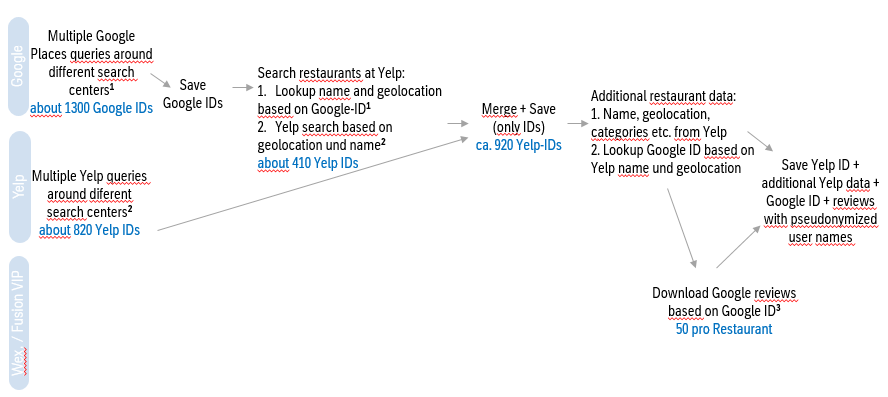 Google
Multiple Google
Places queries around
different search
centers¹
about 1300 Google IDs
Save
Google IDs
Search restaurants at Yelp:
1. Lookup name and geolocation
based on Google-ID¹
2. Yelp search based on
geolocation und name²
about 410 Yelp IDs
Merge + Save
(only IDs)
ca. 920 Yelp-IDs
Additional restaurant data:
1. Name, geolocation,
categories etc. from Yelp
2. Lookup Google ID based on
Yelp name und geolocation
Save Yelp ID +
additional Yelp data +
Google ID + reviews
with pseudonymized
user names
Yelp
Multiple Yelp queries
around diferent
search centers²
about 820 Yelp IDs
Wex. / Fusion VIP
Download Google reviews
based on Google ID³
50 pro Restaurant